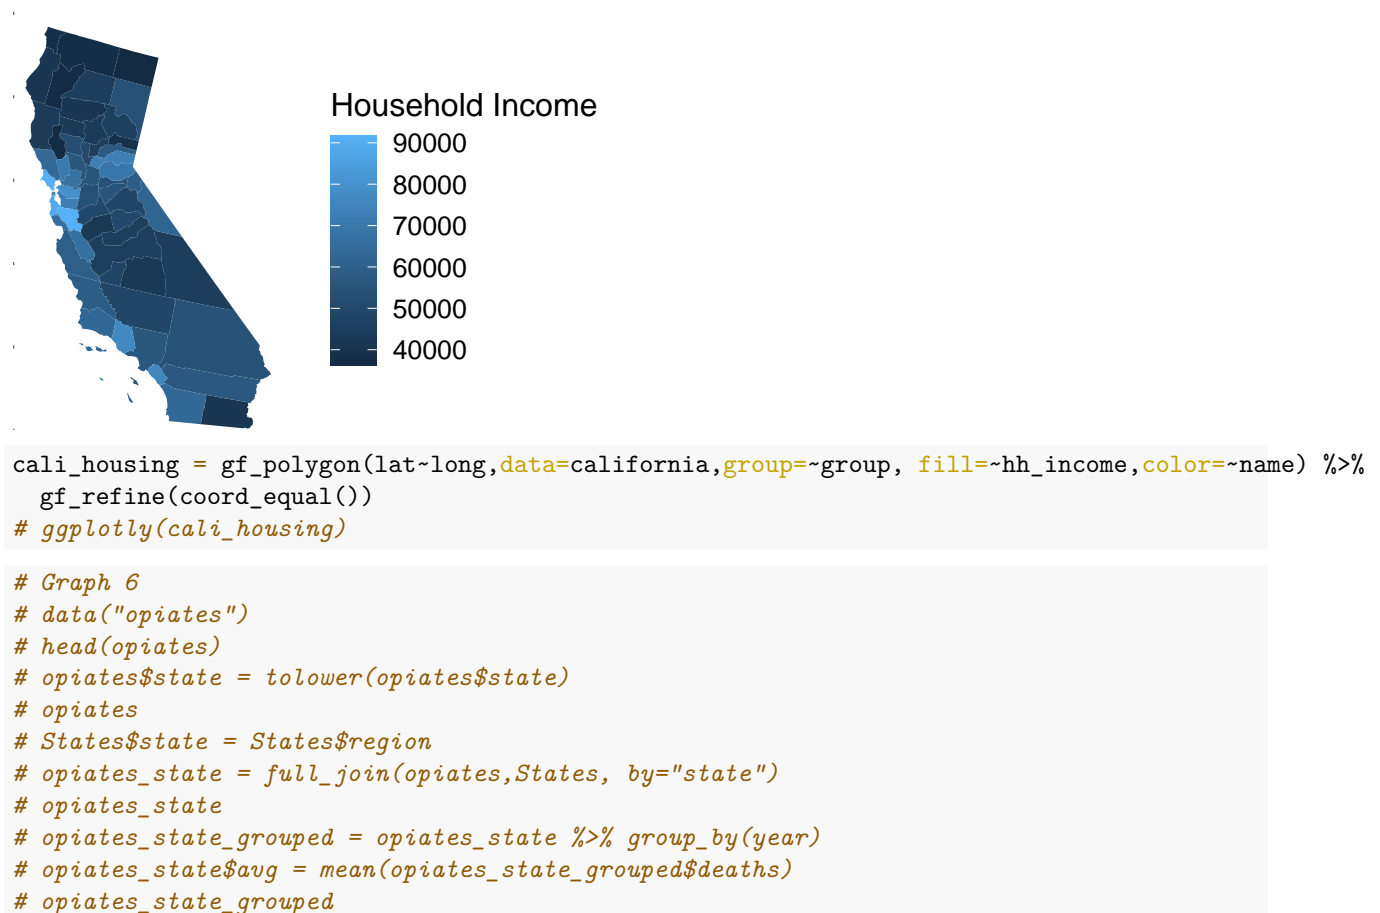 Household Income
90000
80000
70000
60000
50000
40000
cali_housing = gf_polygon(lat~long,data=california,group=~group, fill=~hh_income,color=~name) %>%
  gf_refine(coord_equal())
# ggplotly(cali_housing)
# Graph 6
# data("opiates")
# head(opiates)
# opiates$state = tolower(opiates$state)
# opiates
# States$state = States$region
# opiates_state = full_join(opiates,States, by="state")
# opiates_state
# opiates_state_grouped = opiates_state %>% group_by(year)
# opiates_state$avg = mean(opiates_state_grouped$deaths)
# opiates_state_grouped